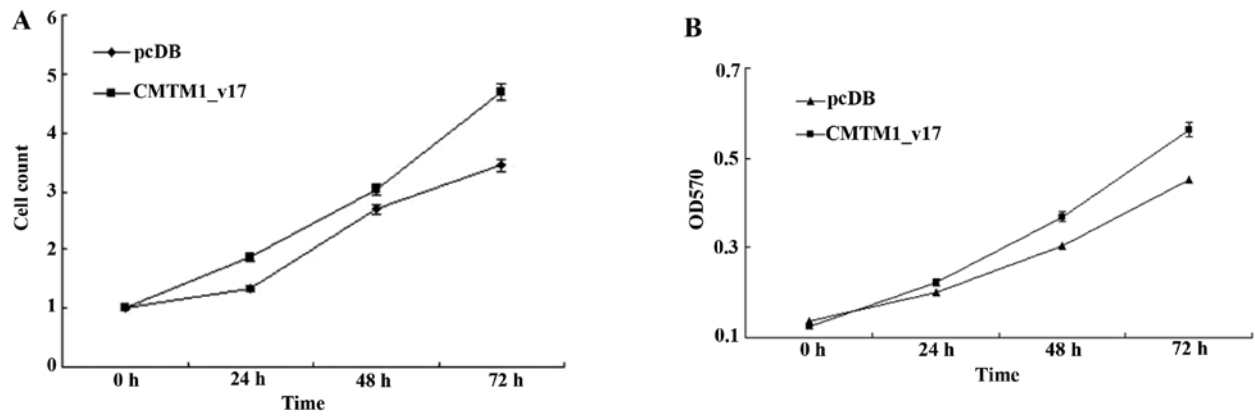 A
pcDB
CMTM1_v17
Cell count
6
5
4
3
2
1
0
0 h 24 h 48 h 72 h
Time
B
pcDB
CMTM1_v17
OD570
0.7
0.5
0.3
0.1
0 h 24 h 48 h 72 h
Time